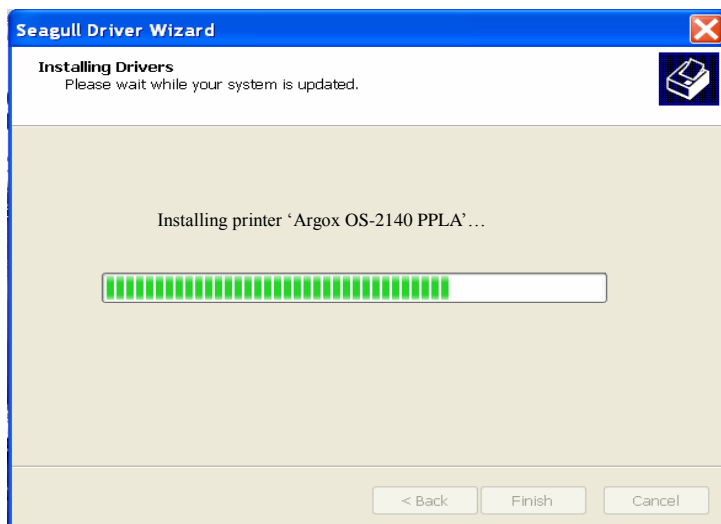 Seagull Driver Wizard
Installing Drivers
Please wait while your system is updated.
Installing printer ‘Argox OS-2140 PPLA’…
< Back
Finish
Cancel